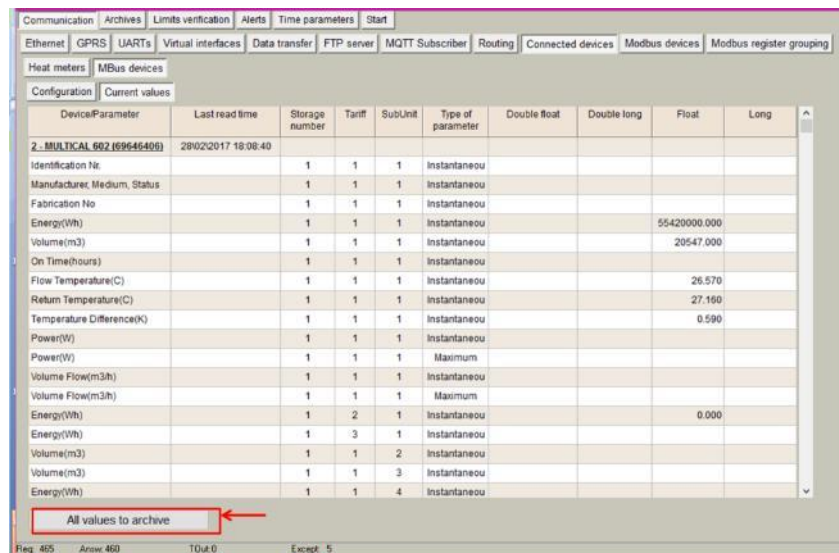 Communication Archives Limits verification Alerts Time parameters Start
Ethernet GPRS UARTs Virtual interfaces Data transfer FTP server MQTT Subscriber Routing Connected devices Modbus devices Modbus register grouping
Heat meters MBus devices
Configuration Current values
Device/Parameter Last read time Storage number Tariff SubUnit Type of parameter Double float Double long Float Long
2 - MULTICAL 602 (69646406) 28\02\2017 18:08:40
Identification Nr. 1 1 1 Instantaneou
Manufacturer, Medium, Status 1 1 1 Instantaneou
Fabrication No 1 1 1 Instantaneou
Energy(Wh) 1 1 1 Instantaneou 55420000.000
Volume(m3) 1 1 1 Instantaneou 20547.000
On Time(hours) 1 1 1 Instantaneou
Flow Temperature(C) 1 1 1 Instantaneou 26.570
Return Temperature(C) 1 1 1 Instantaneou 27.160
Temperature Difference(K) 1 1 1 Instantaneou 0.590
Power(W) 1 1 1 Instantaneou
Power(W) 1 1 1 Maximum
Volume Flow(m3/h) 1 1 1 Instantaneou
Volume Flow(m3/h) 1 1 1 Maximum
Energy(Wh) 1 2 1 Instantaneou 0.000
Energy(Wh) 1 3 1 Instantaneou
Volume(m3) 1 1 2 Instantaneou
Volume(m3) 1 1 3 Instantaneou
Energy(Wh) 1 1 4 Instantaneou
All values to archive
Req: 465 Answ:460 TOut:0 Except: 5